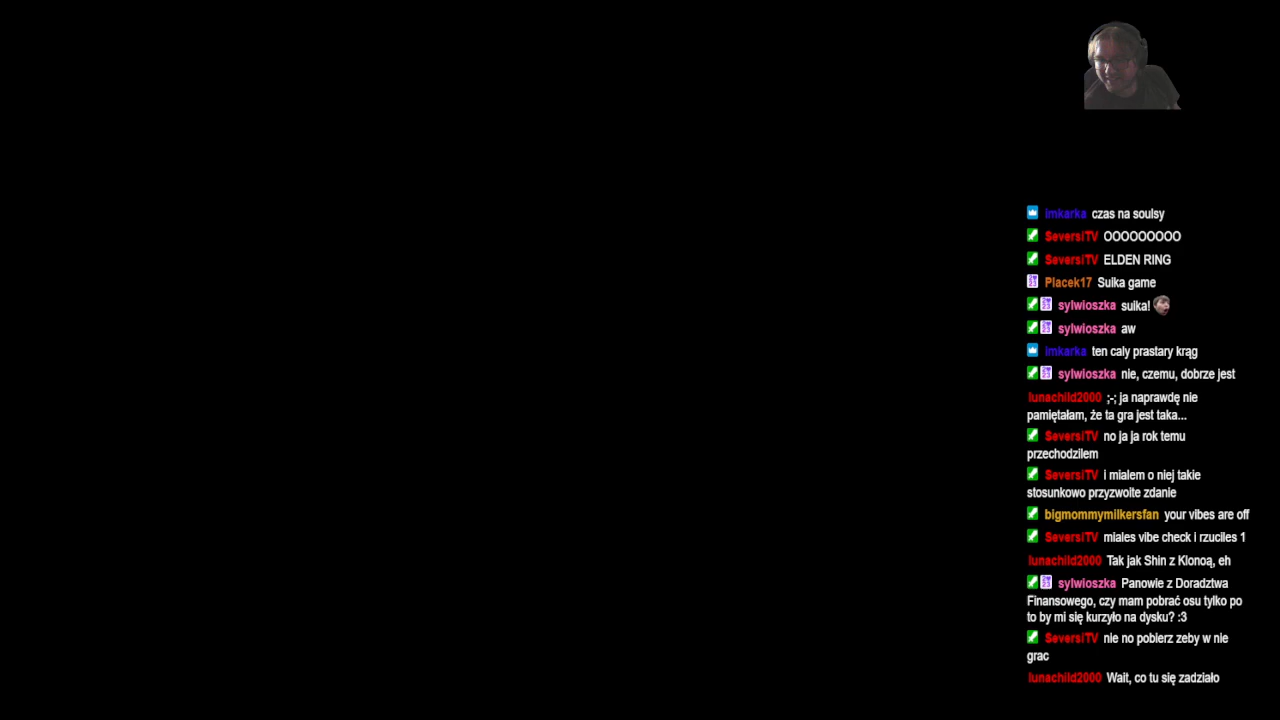 lmkarka czas na soulsy
SeversiTV OOOOOOOOO
SeversiTV ELDEN RING
Placek17 Suika game
sylwioszka suika!
sylwioszka aw
lmkarka ten caly prastary krąg
sylwioszka nie, czemu, dobrze jest
lunachild2000 ;-; ja naprawdę nie
pamiętałam, że ta gra jest taka...
SeversiTV no ja ja rok temu
przechodzilem
SeversiTV i mialem o niej takie
stosunkowo przyzwoite zdanie
bigmommymilkersfan your vibes are off
SeversiTV miales vibe check i rzuciles 1
lunachild2000 Tak jak Shin z Klonoą, eh
sylwioszka Panowie z Doradztwa
Finansowego, czy mam pobrać osu tylko po
to by mi się kurzyło na dysku? :3
SeversiTV nie no pobierz zeby w nie
grac
lunachild2000 Wait, co tu się zadziało